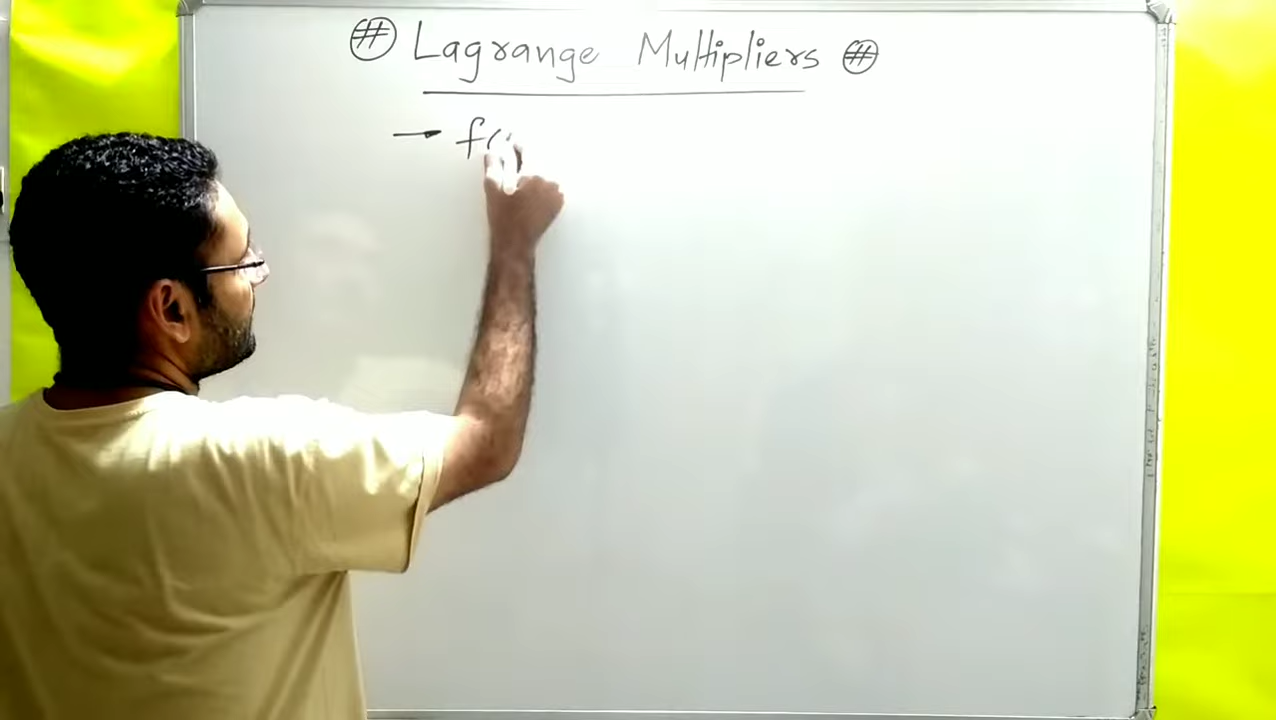 # Lagrange Multipliers #
→ f(